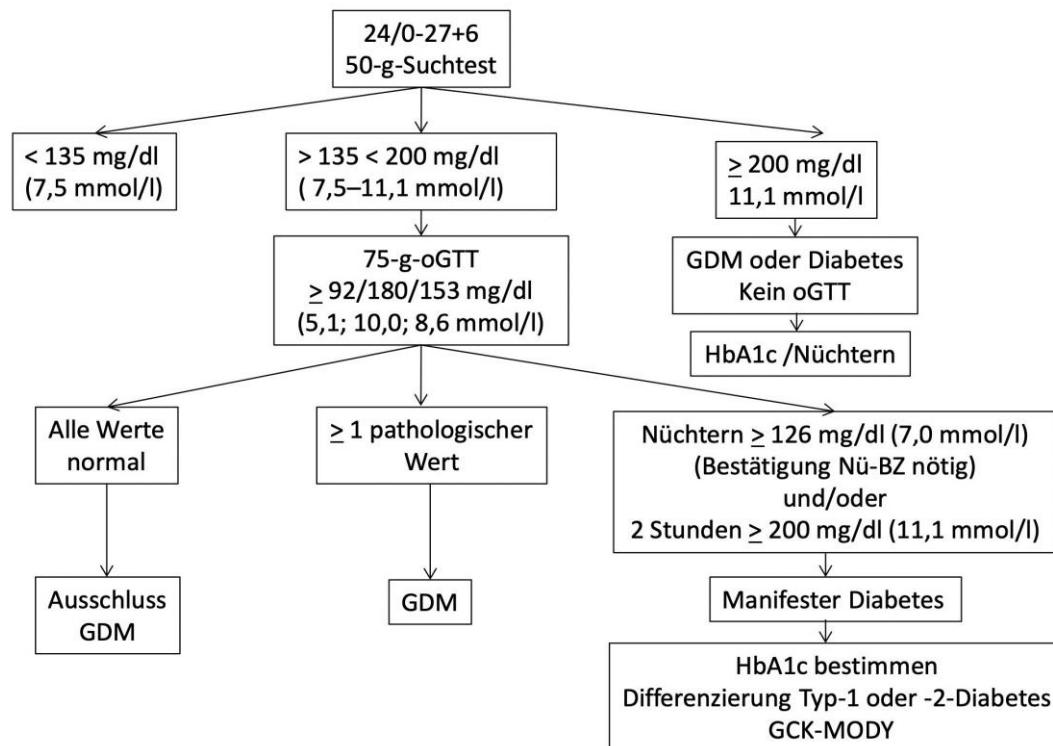 24/0-27+6
50-g-Suchtest
< 135 mg/dl
(7,5 mmol/l)
> 135 < 200 mg/dl
( 7,5–11,1 mmol/l)
≥ 200 mg/dl
11,1 mmol/l
75-g-oGTT
≥ 92/180/153 mg/dl
(5,1; 10,0; 8,6 mmol/l)
GDM oder Diabetes
Kein oGTT
HbA1c /Nüchtern
Alle Werte
normal
≥ 1 pathologischer
Wert
Nüchtern ≥ 126 mg/dl (7,0 mmol/l)
(Bestätigung Nü-BZ nötig)
und/oder
2 Stunden ≥ 200 mg/dl (11,1 mmol/l)
Ausschluss
GDM
GDM
Manifester Diabetes
HbA1c bestimmen
Differenzierung Typ-1 oder -2-Diabetes
GCK-MODY